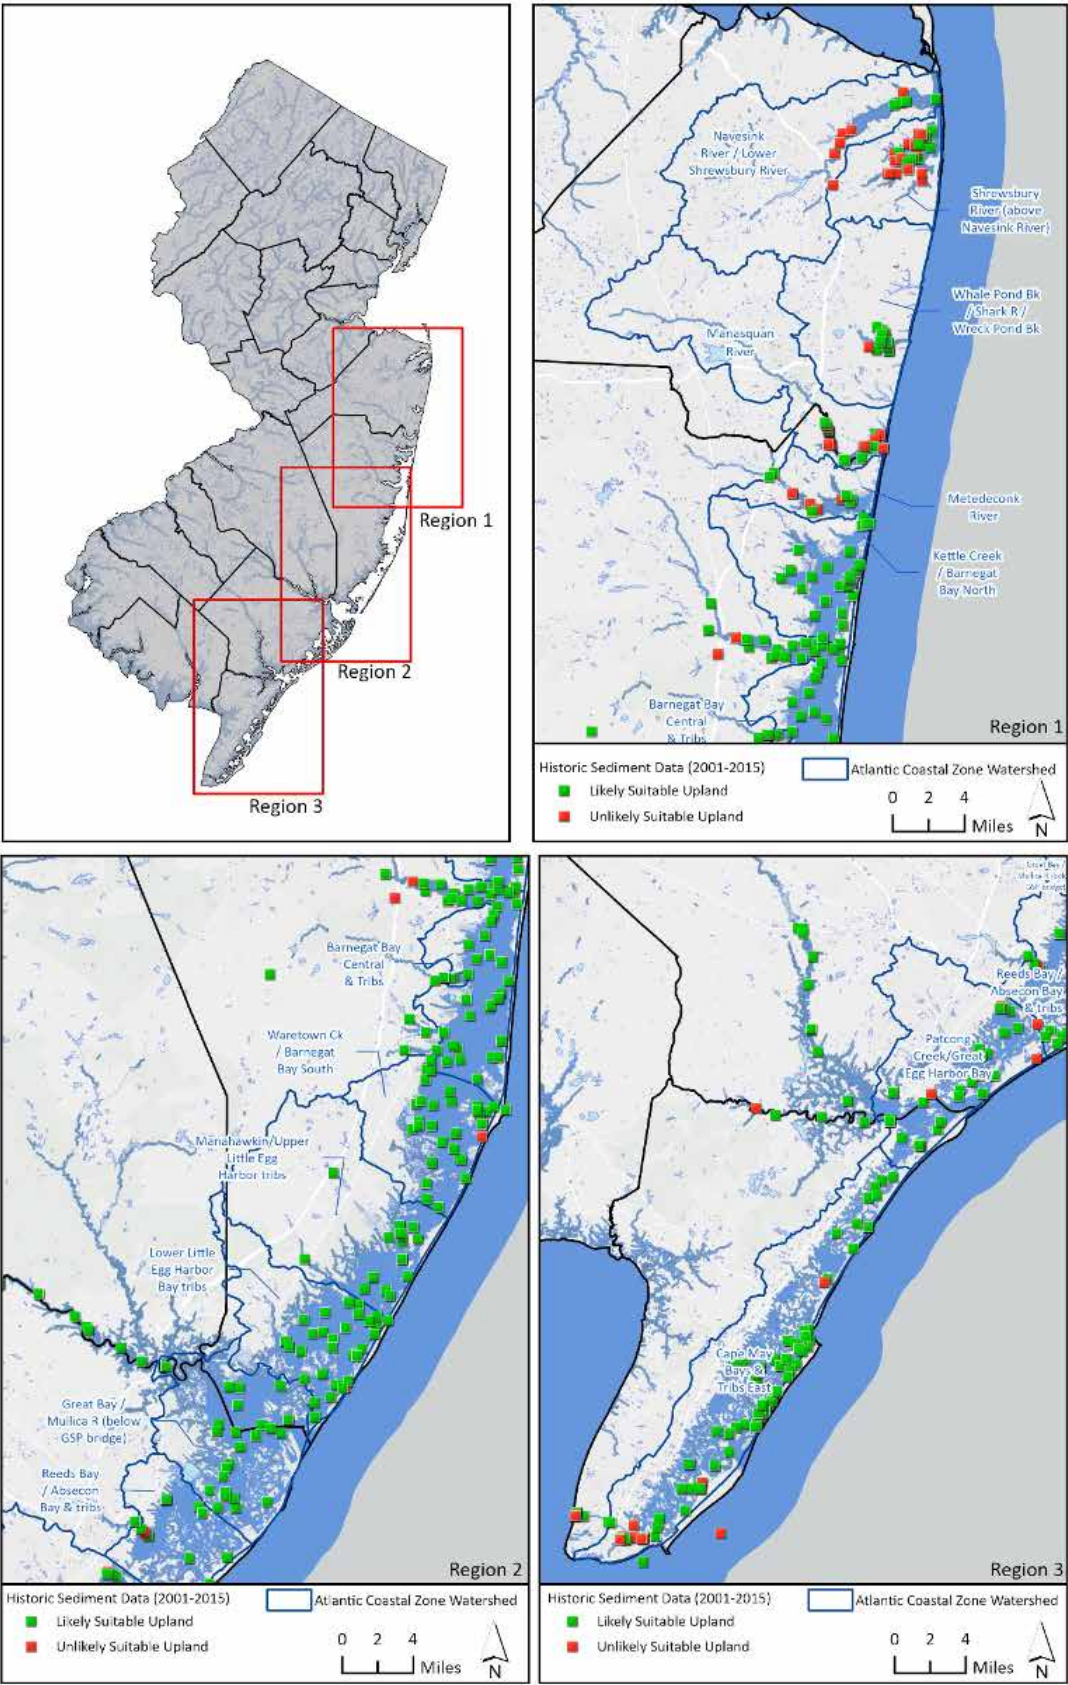 Region 1
Region 2
Region 3
Navesink
River / Lower
Shrewsbury River
Shrewsbury
River (above
Navesink River)
Whale Pond Bk
/ Shark R /
Wreck Pond Bk
Manasquan
River
Metedeconk
River
Kettle Creek
/ Barnegat
Bay North
Barnegat Bay
Central
& Tribs
Region 1
Historic Sediment Data (2001-2015)
Likely Suitable Upland
Unlikely Suitable Upland
Atlantic Coastal Zone Watershed
0 2 4
Miles
N
Barnegat Bay
Central
& Tribs
Waretown Ck
/ Barnegat
Bay South
Manahawkin/Upper
Little Egg
Harbor tribs
Lower Little
Egg Harbor
Bay tribs
Great Bay /
Mullica R (below
GSP bridge)
Reeds Bay
/ Absecon
Bay & tribs
Region 2
Historic Sediment Data (2001-2015)
Likely Suitable Upland
Unlikely Suitable Upland
Atlantic Coastal Zone Watershed
0 2 4
Miles
N
Great Bay /
GSP bridge)
Reeds Bay /
Absecon Bay
& tribs
Patcong
Creek/Great
Egg Harbor Bay
Cape May
Bays &
Tribs East
Region 3
Historic Sediment Data (2001-2015)
Likely Suitable Upland
Unlikely Suitable Upland
Atlantic Coastal Zone Watershed
0 2 4
Miles
N